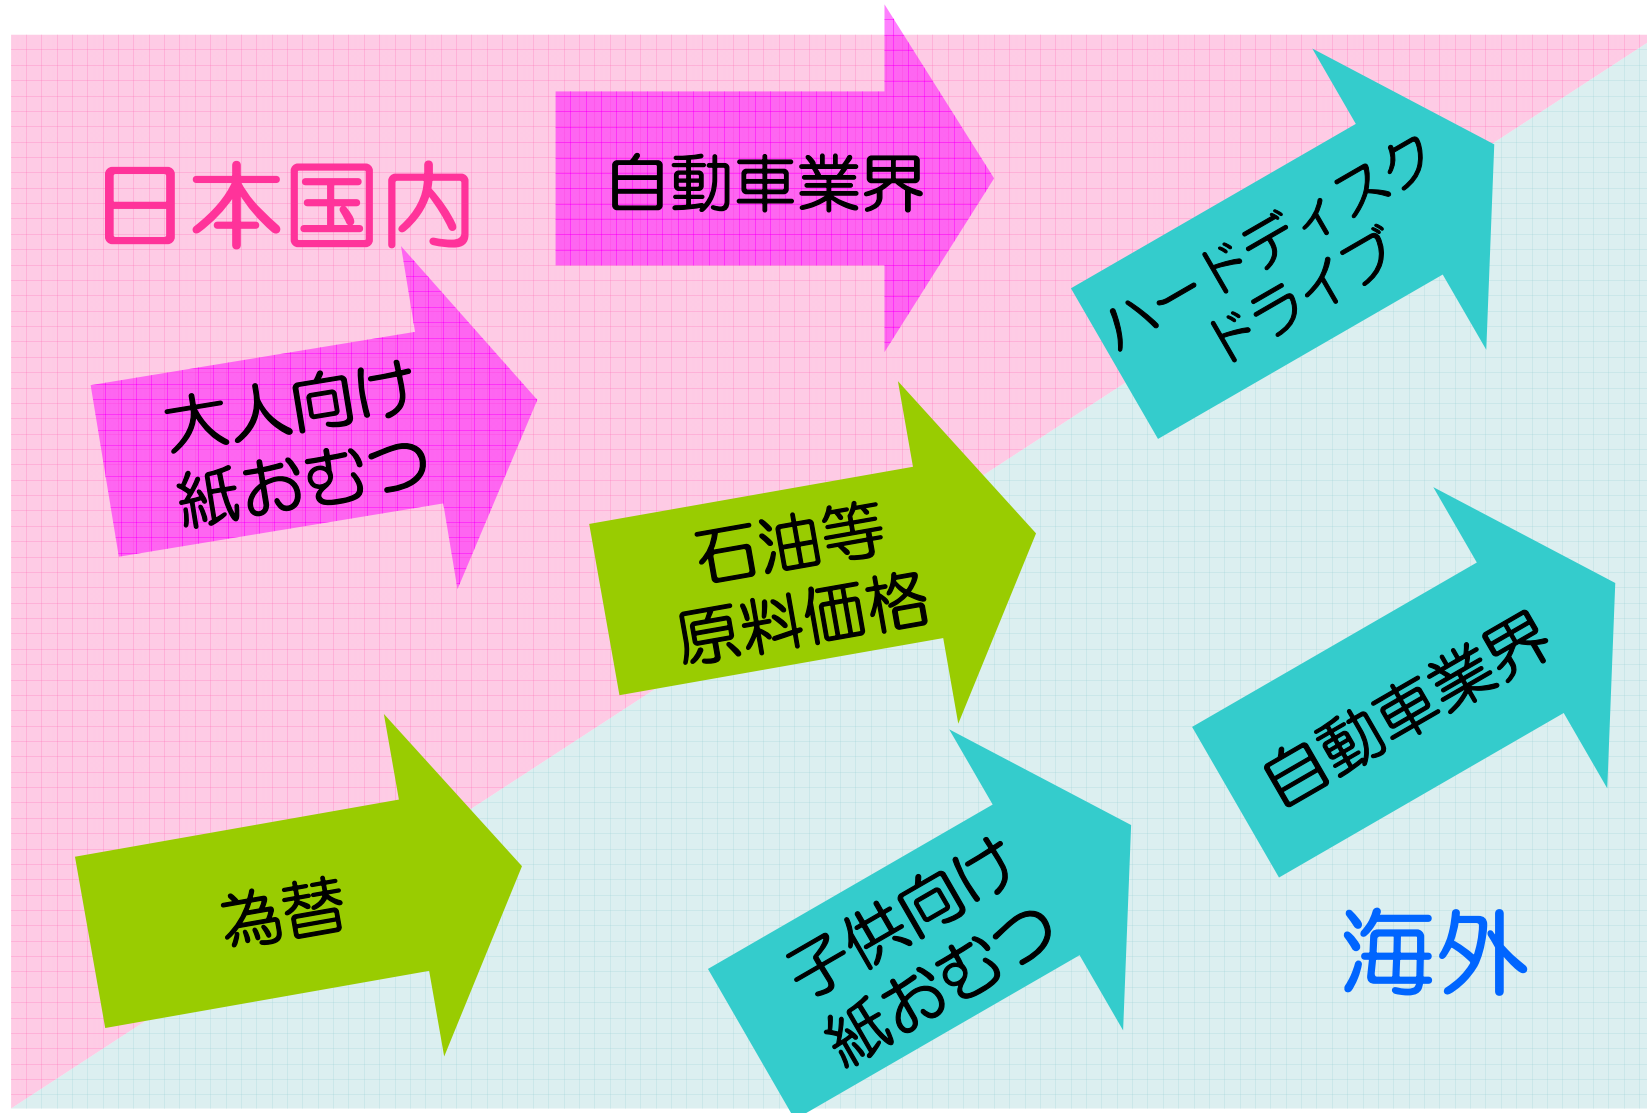 日本国内
自動車業界
ハードディスク
ドライブ
大人向け
紙おむつ
石油等
原料価格
自動車業界
為替
子供向け
紙おむつ
海外